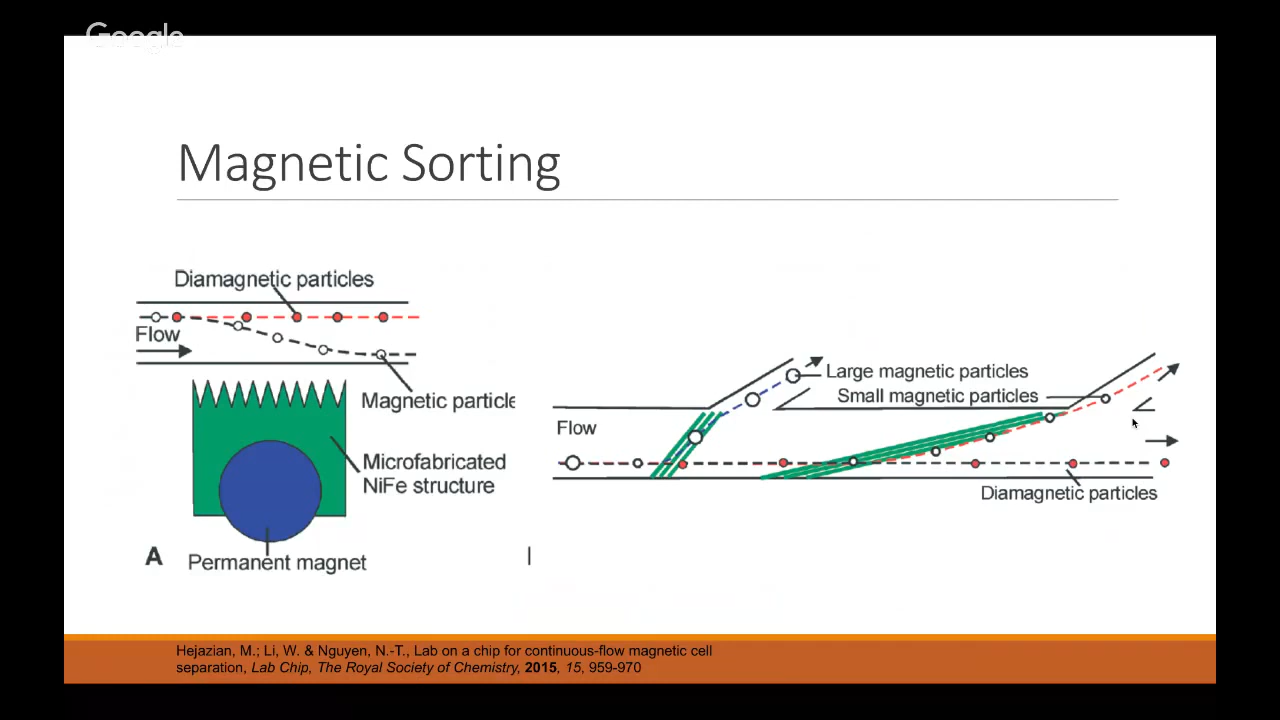 Google
Magnetic Sorting
Diamagnetic particles
Flow
Magnetic particle
Microfabricated
NiFe structure
Permanent magnet
A
Large magnetic particles
Small magnetic particles
Flow
Diamagnetic particles
Hejazian, M.; Li, W. & Nguyen, N.-T., Lab on a chip for continuous-flow magnetic cell
separation, Lab Chip, The Royal Society of Chemistry, 2015, 15, 959-970